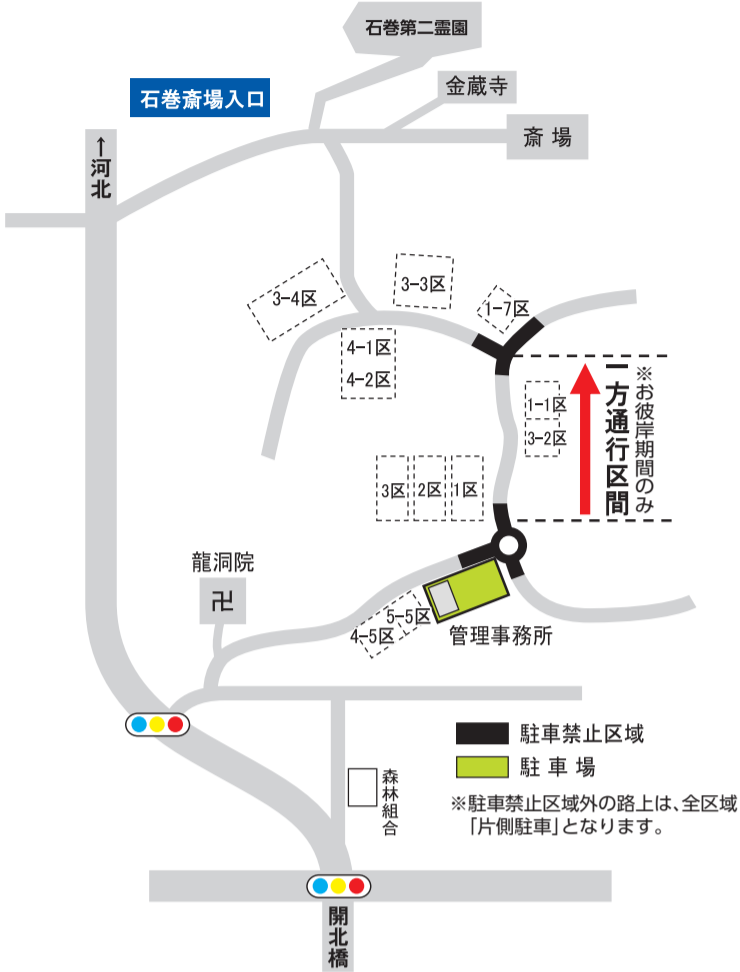 石巻第二霊園
金蔵寺
石巻斎場入口
斎場
↑河北
3-3区
3-4区
1-7区
4-1区
4-2区
※お彼岸期間のみ
一方通行区間
1-1区
3-2区
3区
2区
1区
龍洞院
卍
5-5区
4-5区
管理事務所
駐車禁止区域
駐車場
森林組合
※駐車禁止区域外の路上は、全区域
「片側駐車」となります。
開北橋